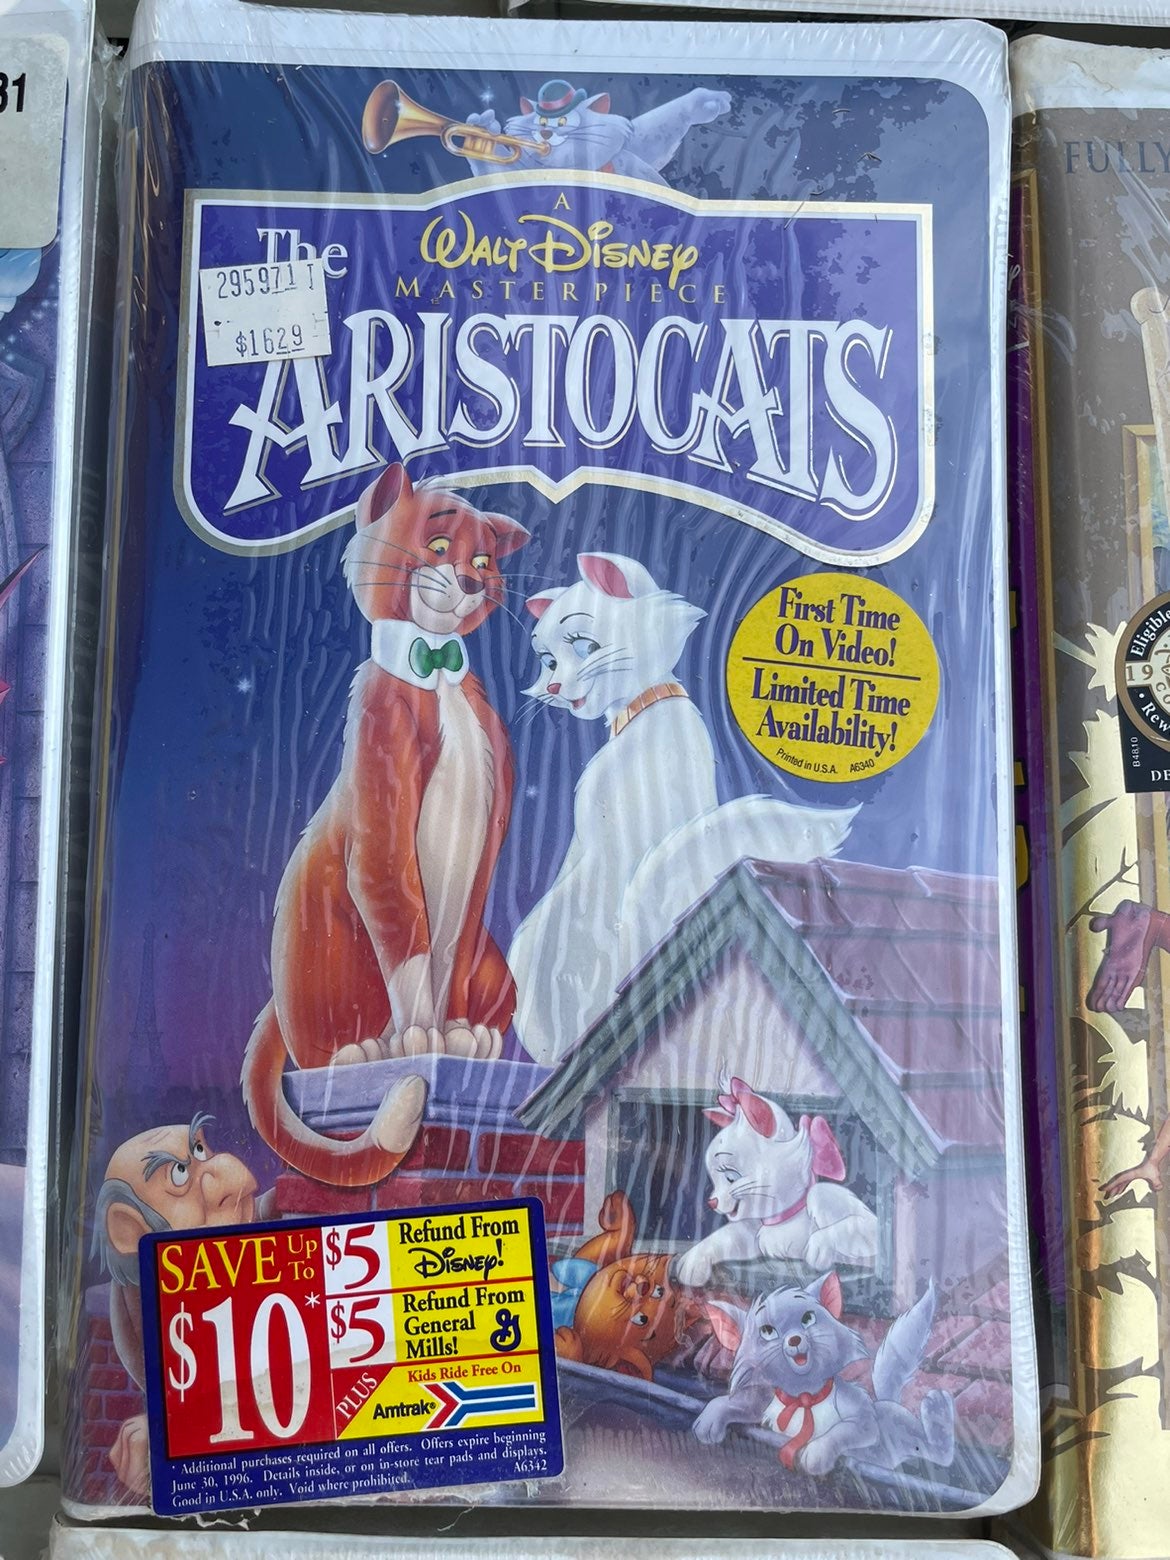 31
A
WALT DISNEY
MASTERPIECE
The
ARISTOCATS
295971 1
$16 29
First Time
On Video!
Limited Time
Availability!
Printed in U.S.A. A6340
SAVE Up To
$10*
$5 Refund From
Disney!
$5 Refund From
General
Mills!
PLUS
Kids Ride Free On
Amtrak®
* Additional purchases required on all offers. Offers expire beginning
June 30, 1996. Details inside, or on in-store tear pads and displays.
Good in U.S.A. only. Void where prohibited. A6342
FULLY
Eligible
19
Rew
B4810
DE